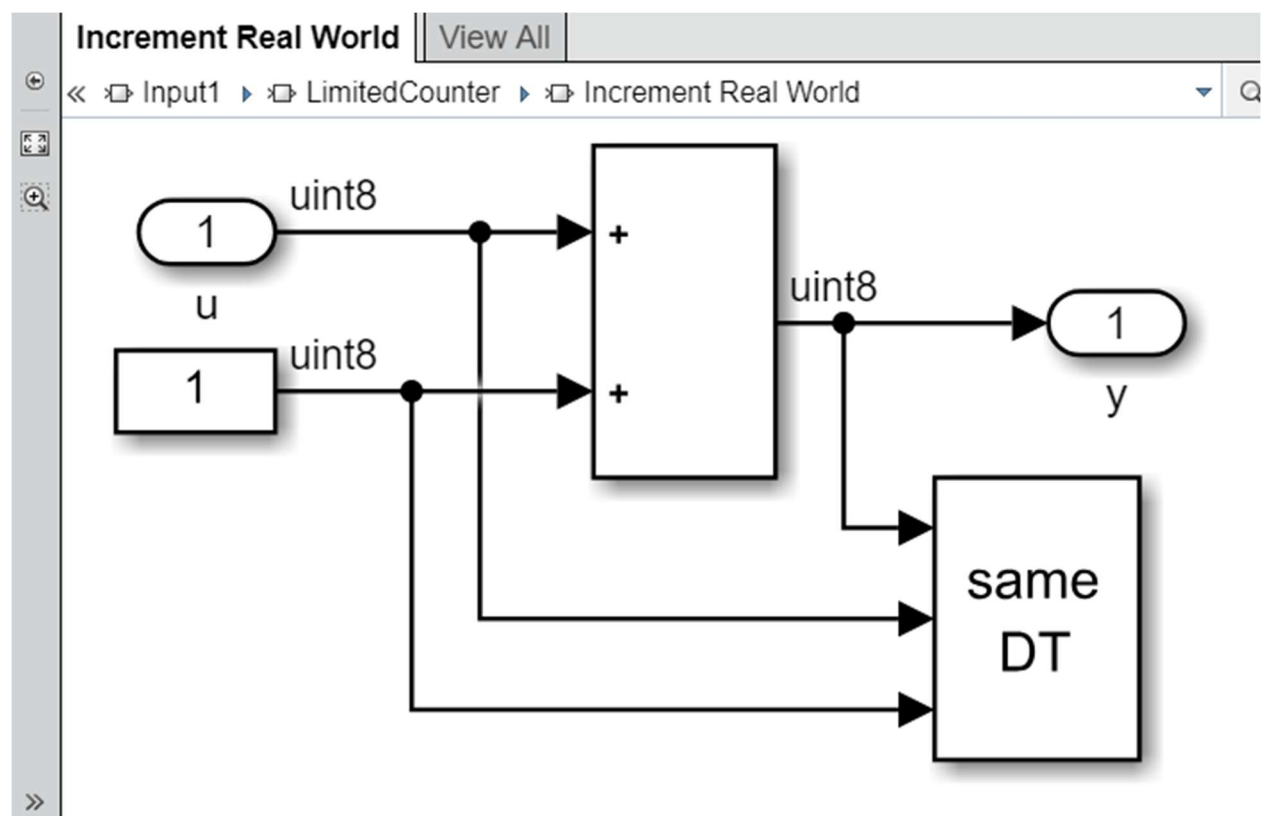 Increment Real World View All
« Input1 LimitedCounter Increment Real World
uint8
1
+
u
uint8
uint8
1
1
+
y
same
DT
»